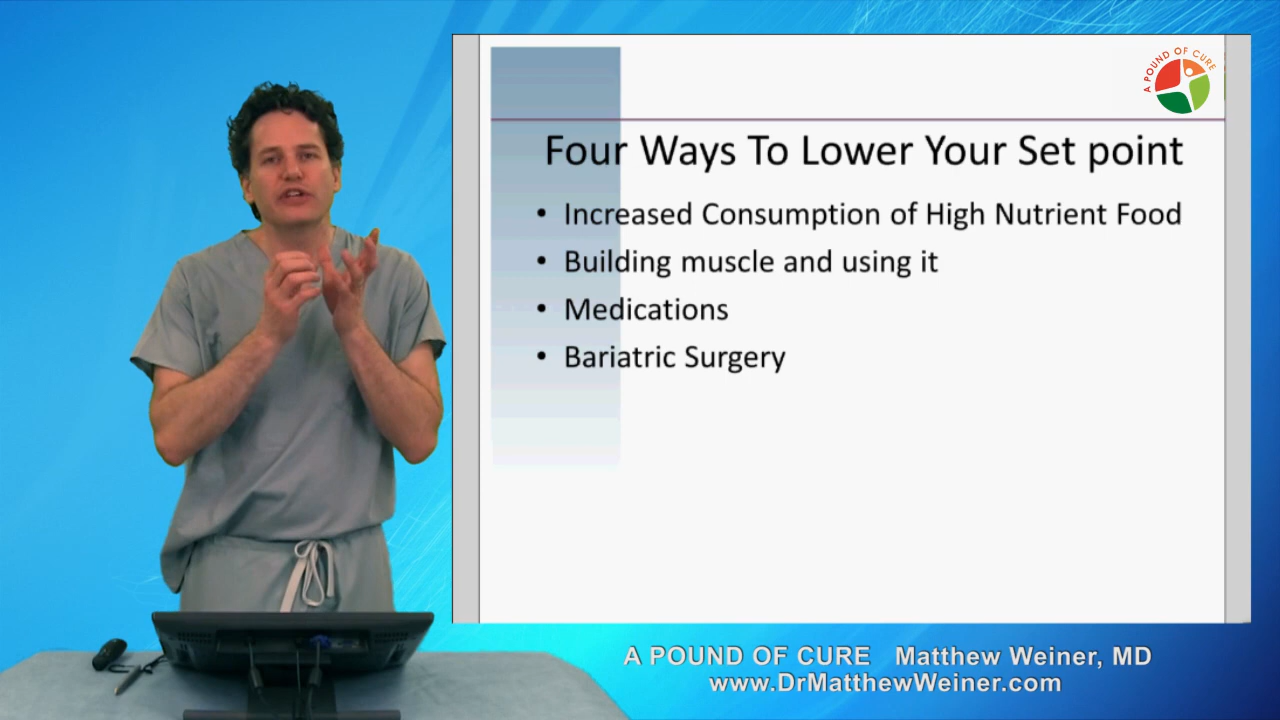 A POUND OF CURE
Four Ways To Lower Your Set point
• Increased Consumption of High Nutrient Food
• Building muscle and using it
• Medications
• Bariatric Surgery
A POUND OF CURE Matthew Weiner, MD
www.DrMatthewWeiner.com